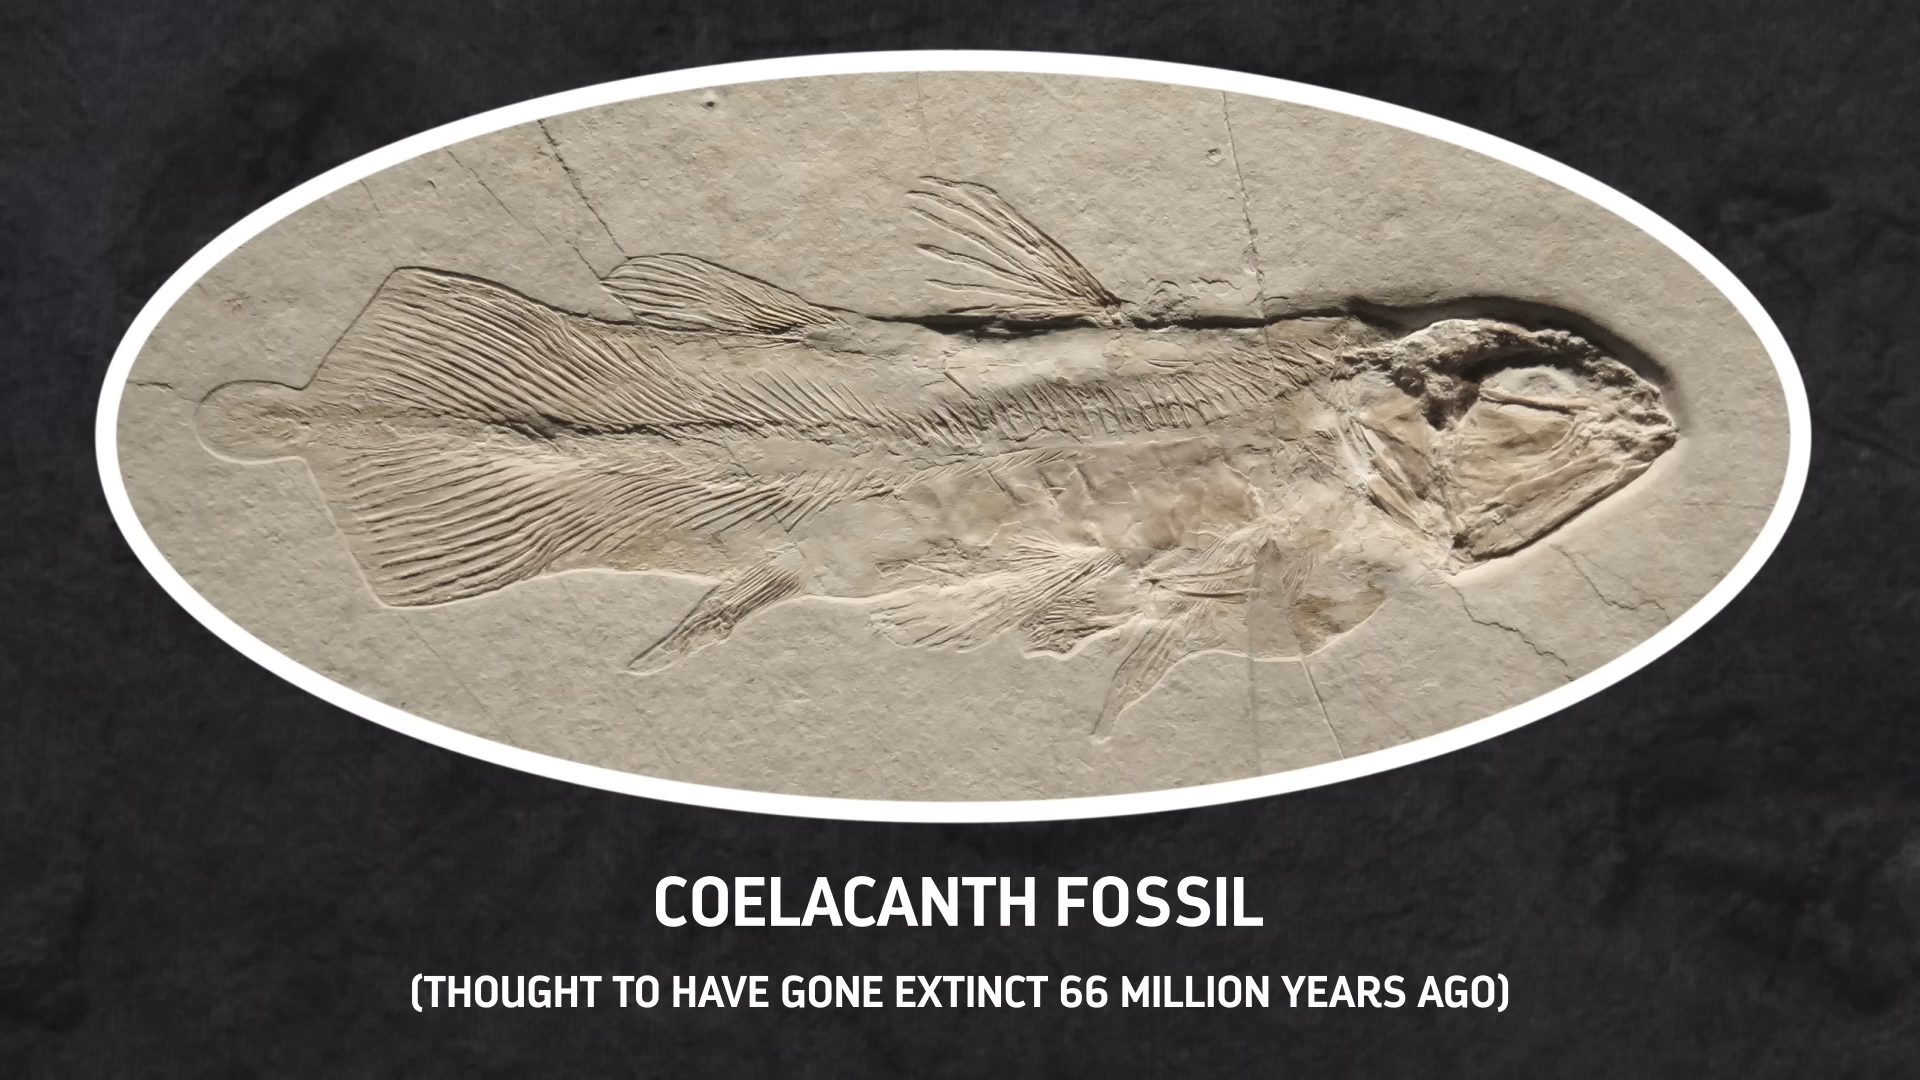 COELACANTH FOSSIL
(THOUGHT TO HAVE GONE EXTINCT 66 MILLION YEARS AGO)